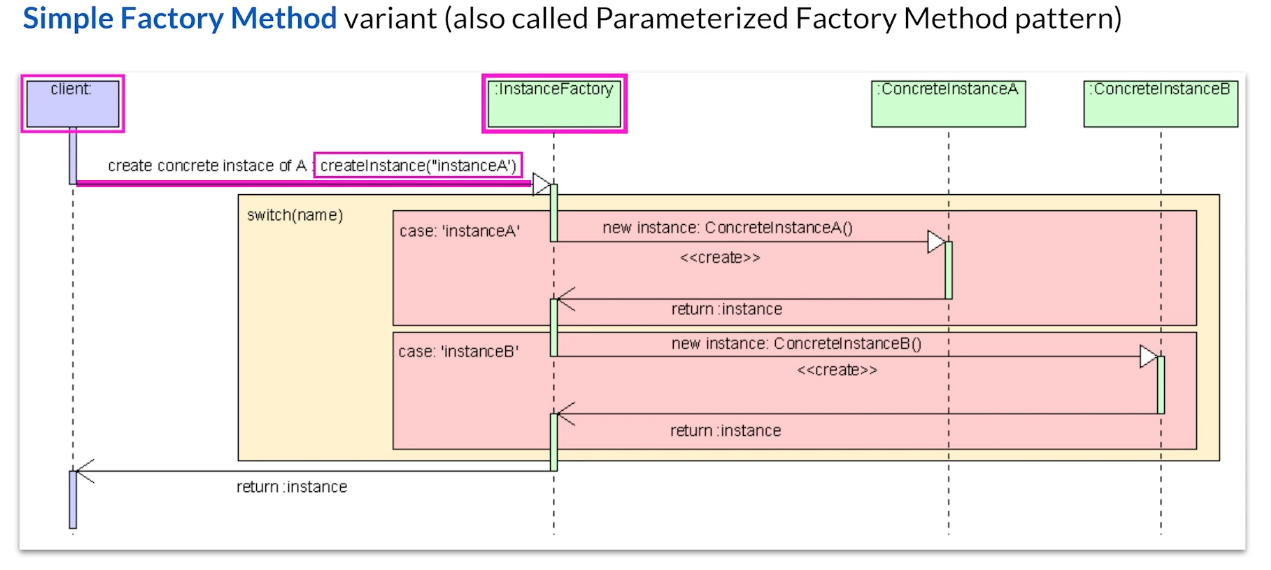 Simple Factory Method variant (also called Parameterized Factory Method pattern)
client:
:InstanceFactory
:ConcreteInstanceA
:ConcreteInstanceB
create concrete instace of A : createInstance("instanceA')
switch(name)
case: 'instanceA'
new instance: ConcreteInstanceA()
<<create>>
return :instance
case: 'instanceB'
new instance: ConcreteInstanceB()
<<create>>
return :instance
return :instance